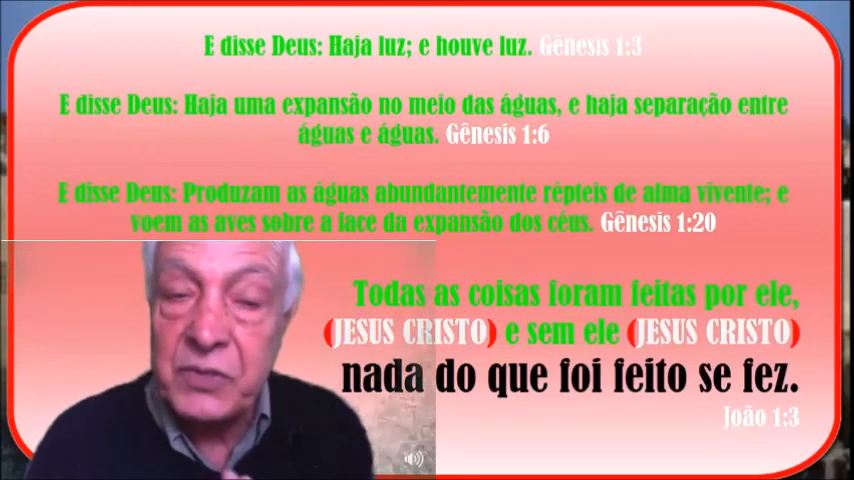 E disse Deus: Haja luz; e houve luz. Gênesis 1:3
E disse Deus: Haja uma expansão no meio das águas, e haja separação entre
águas e águas. Gênesis 1:6
E disse Deus: Produzam as águas abundantemente répteis de alma vivente; e
voem as aves sobre a face da expansão dos céus. Gênesis 1:20
Todas as coisas foram feitas por ele,
(JESUS CRISTO) e sem ele (JESUS CRISTO)
nada do que foi feito se fez.
João 1:3